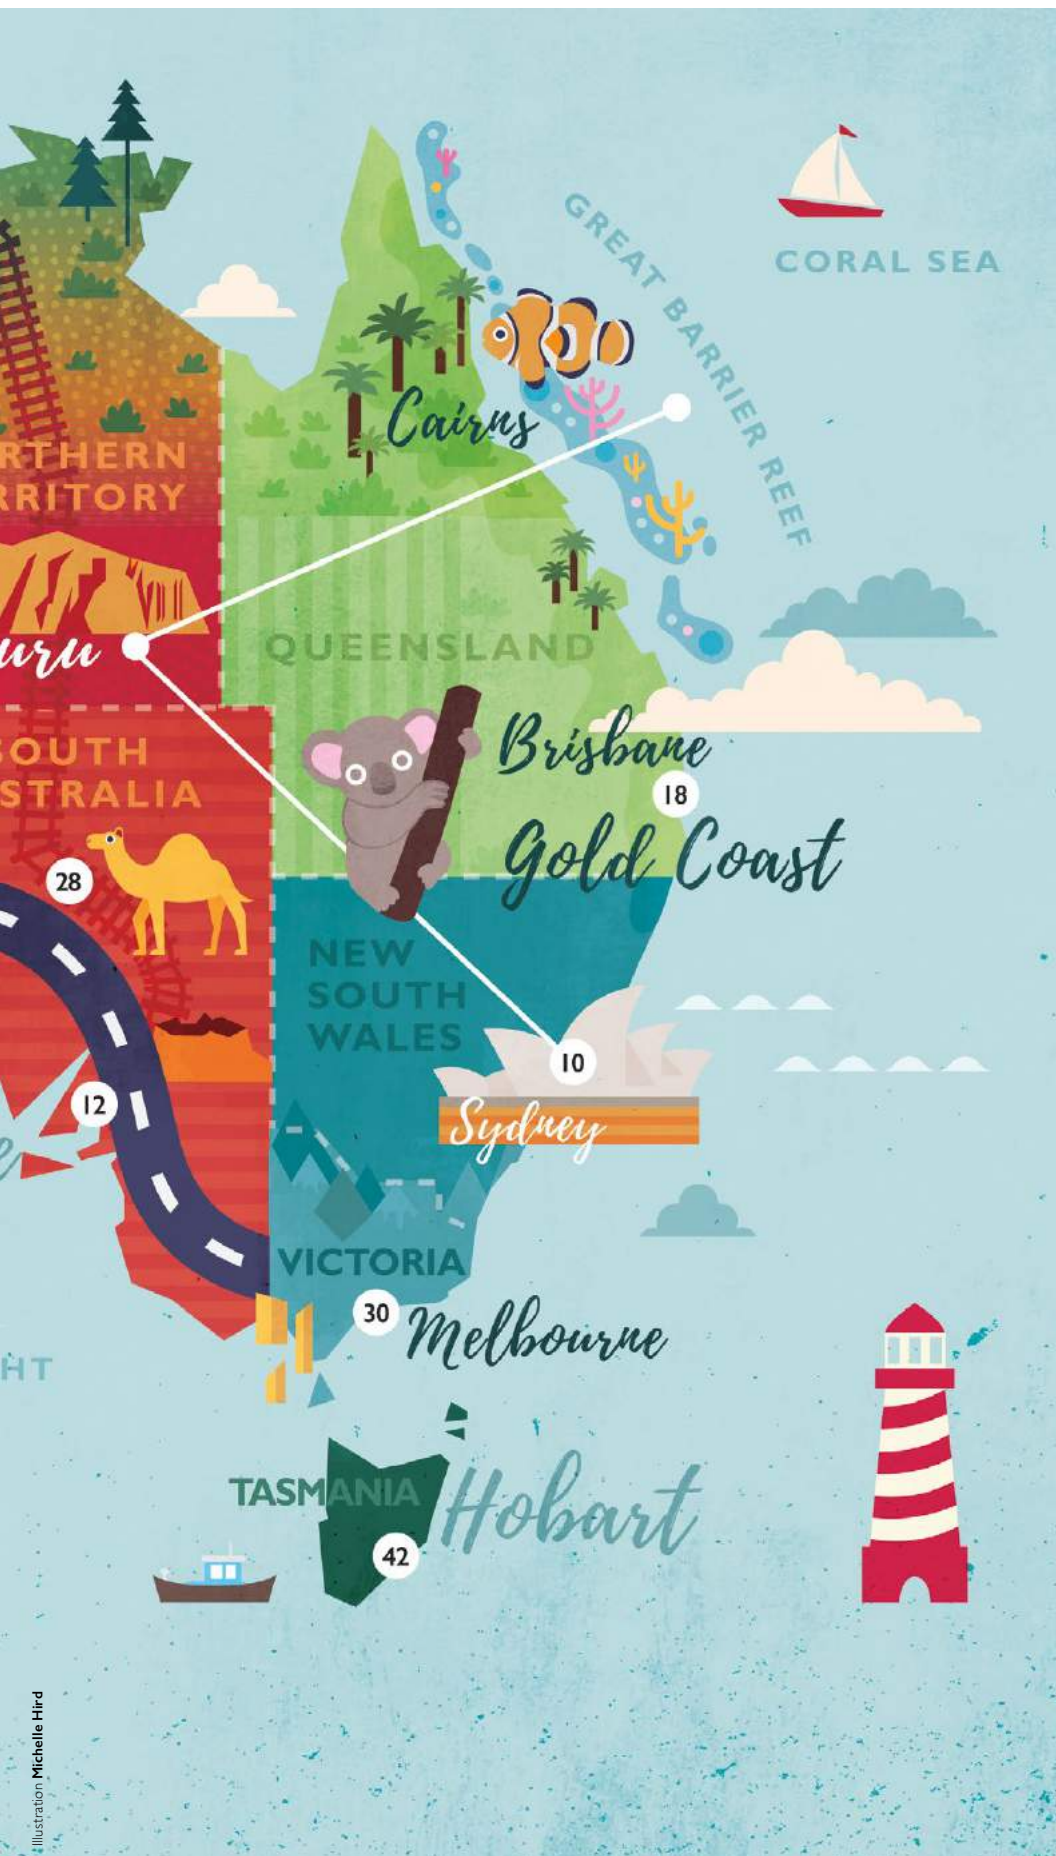 GREAT BARRIER REEF
CORAL SEA
Cairns
RTHERN
RRITORY
uru
QUEENSLAND
SOUTH
STRALIA
Brisbane
18
Gold Coast
28
NEW
SOUTH
WALES
10
12
Sydney
e
VICTORIA
30
Melbourne
HT
TASMANIA
Hobart
42
Illustration Michelle Hird